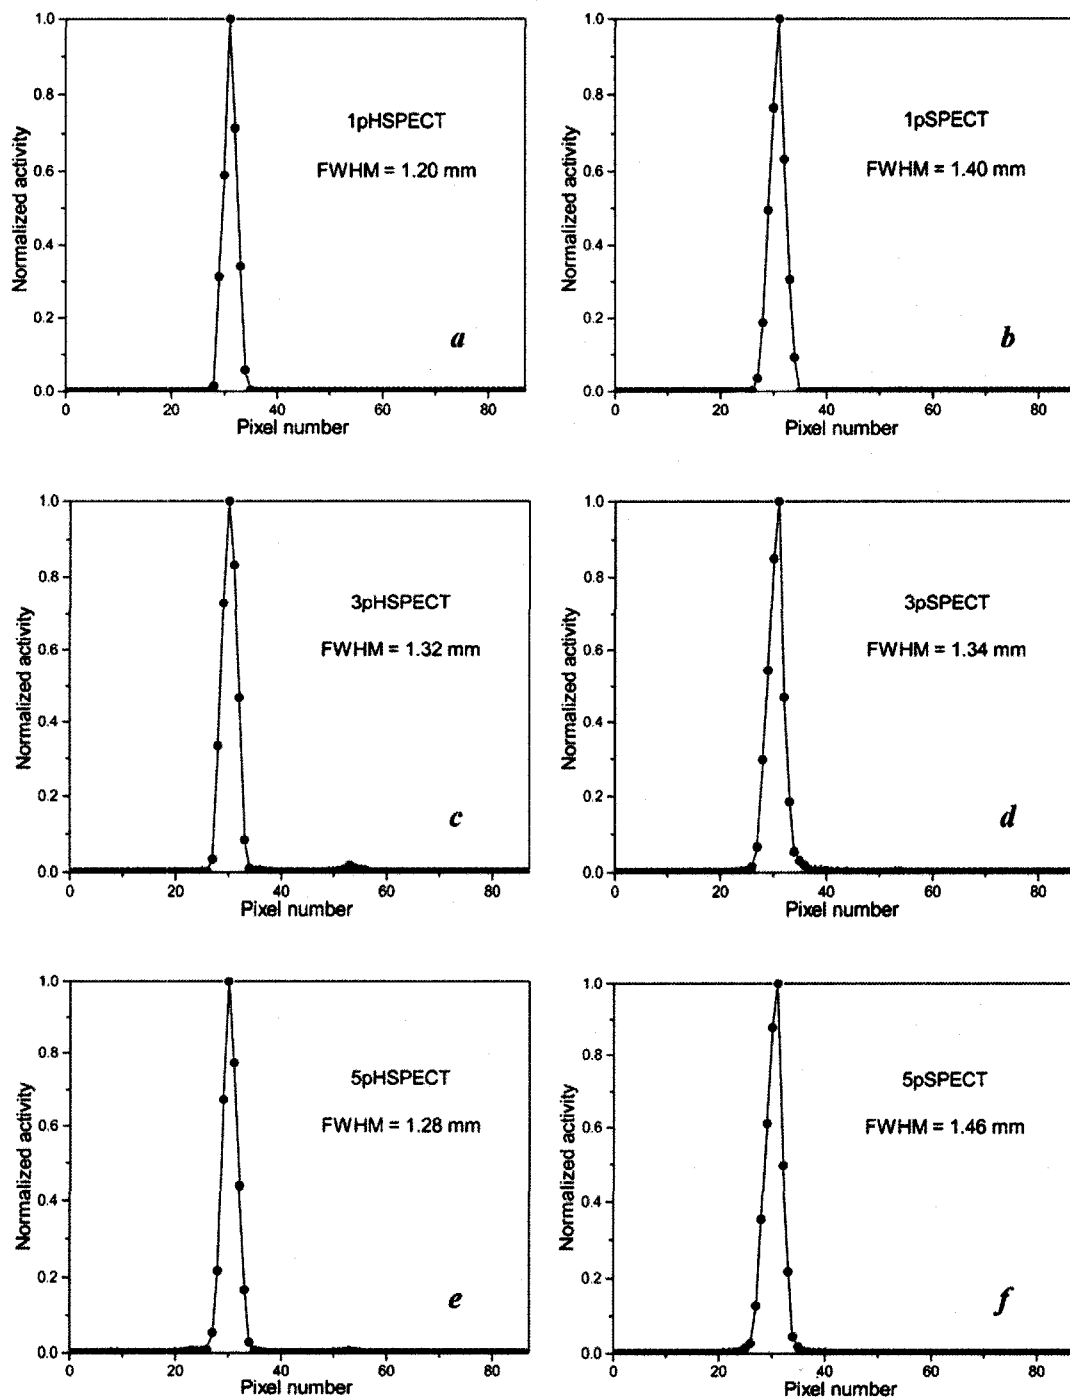 1.0
0.8
0.6
0.4
0.2
0.0
Normalized activity
1pHSPECT
FWHM = 1.20 mm
a
0 20 40 60 80
Pixel number
1.0
0.8
0.6
0.4
0.2
0.0
Normalized activity
1pSPECT
FWHM = 1.40 mm
b
0 20 40 60 80
Pixel number
1.0
0.8
0.6
0.4
0.2
0.0
Normalized activity
3pHSPECT
FWHM = 1.32 mm
c
0 20 40 60 80
Pixel number
1.0
0.8
0.6
0.4
0.2
0.0
Normalized activity
3pSPECT
FWHM = 1.34 mm
d
0 20 40 60 80
Pixel number
1.0
0.8
0.6
0.4
0.2
0.0
Normalized activity
5pHSPECT
FWHM = 1.28 mm
e
0 20 40 60 80
Pixel number
1.0
0.8
0.6
0.4
0.2
0.0
Normalized activity
5pSPECT
FWHM = 1.46 mm
f
0 20 40 60 80
Pixel number